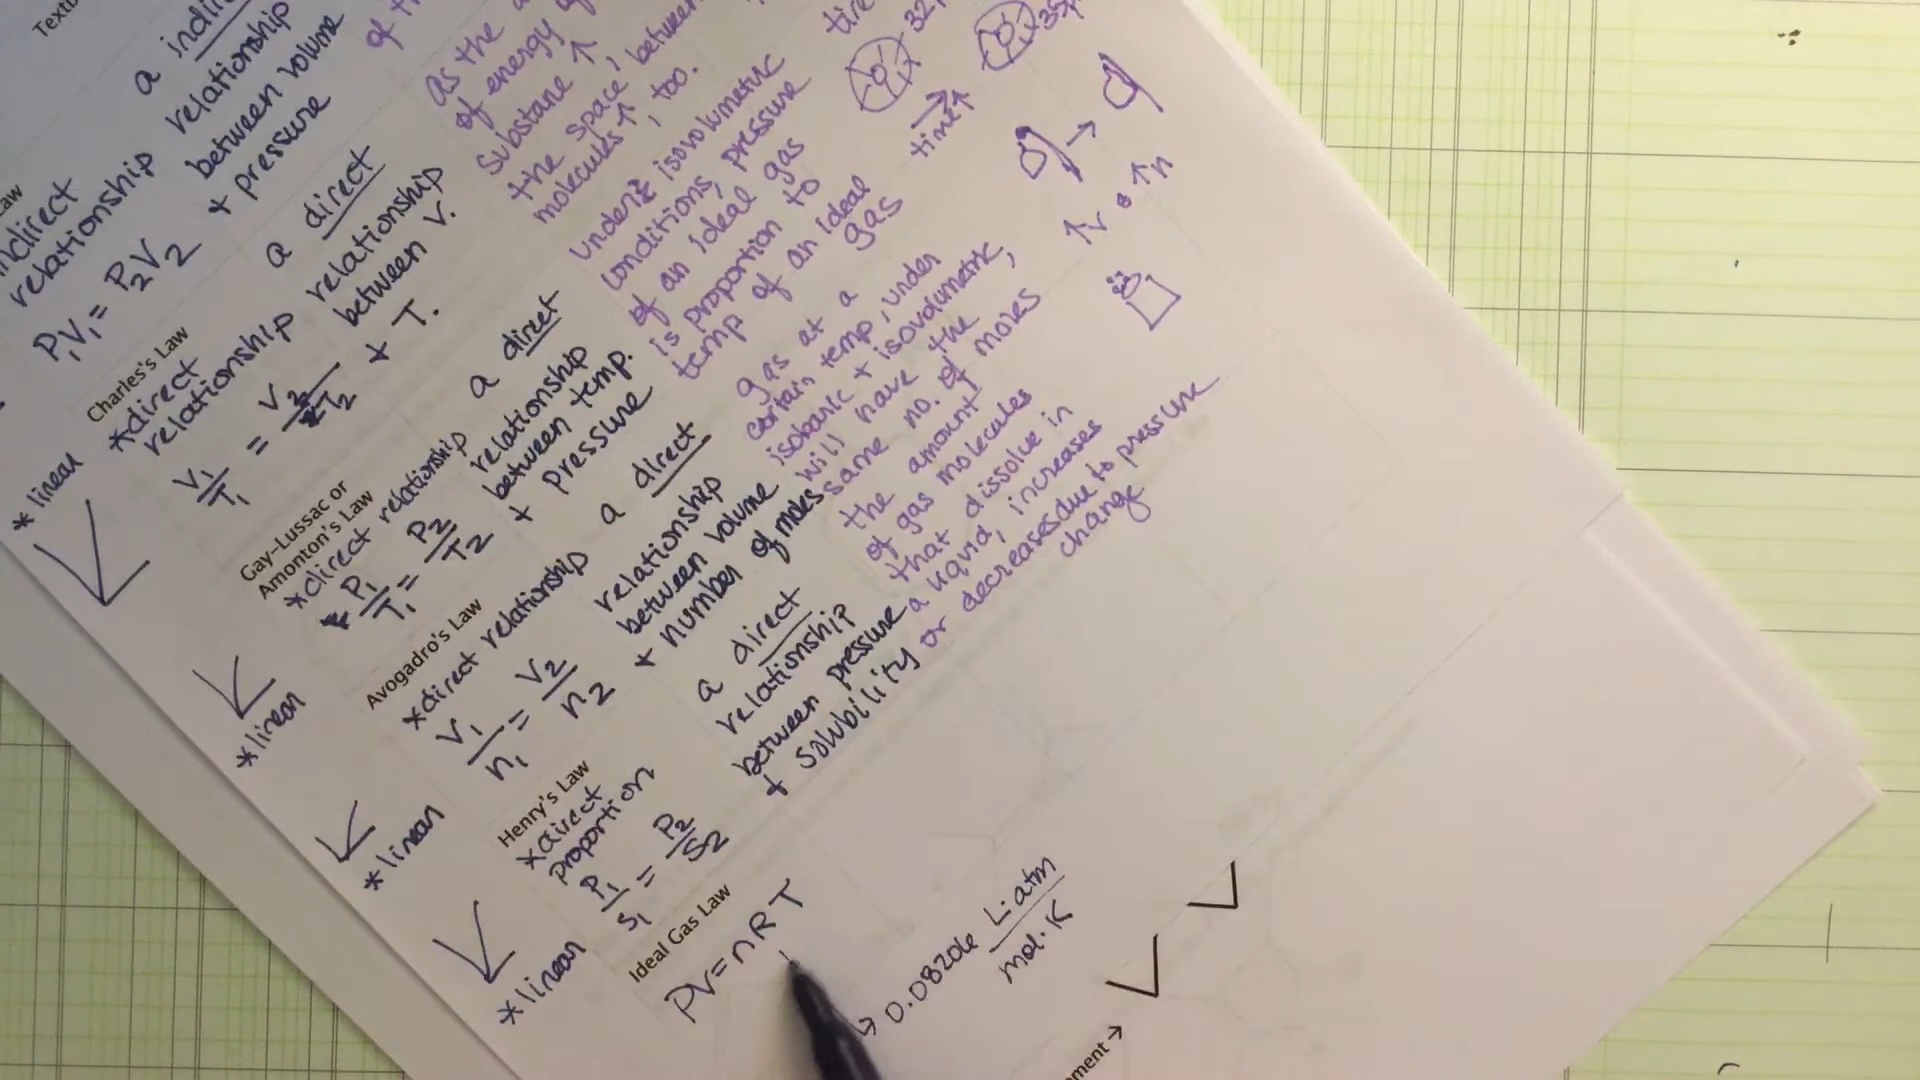 a indire
relationship
between volume
+ pressure
indirect
relationship
P₁V₁ = P₂V₂
Charles's Law
*direct
relationship
V₁/T₁ = V₂/T₂
a direct
relationship
between V.
+ T.
As the a
of energy
substane ↑,
the space between
molecules ↑, too.
* linear
Gay-Lussac or
Amonton's Law
*direct relationship
P₁/T₁ = P₂/T₂
a direct
relationship
between temp.
+ pressure
under isovolumetric
conditions, pressure
of an ideal gas
is proportion to
temp of an ideal
gas
tire
32
35
time↑
*linear
Avogadro's Law
*direct relationship
V₁/n₁ = V₂/n₂
a direct
relationship
between volume
+ number of moles
gas at a
certain temp, under
isobaric + isovolumetric,
will have the
same no. of moles
↑v ↑n
*linear
Henry's Law
*direct
proportion
P₁/S₁ = P₂/S₂
a direct
relationship
between pressure
+ solubility
the amount
of gas molecules
that dissolve in
a liquid, increases
or decreases due to pressure
change
*linear
Ideal Gas Law
PV=nRT
→ 0.08206 L·atm/mol·K
ment →